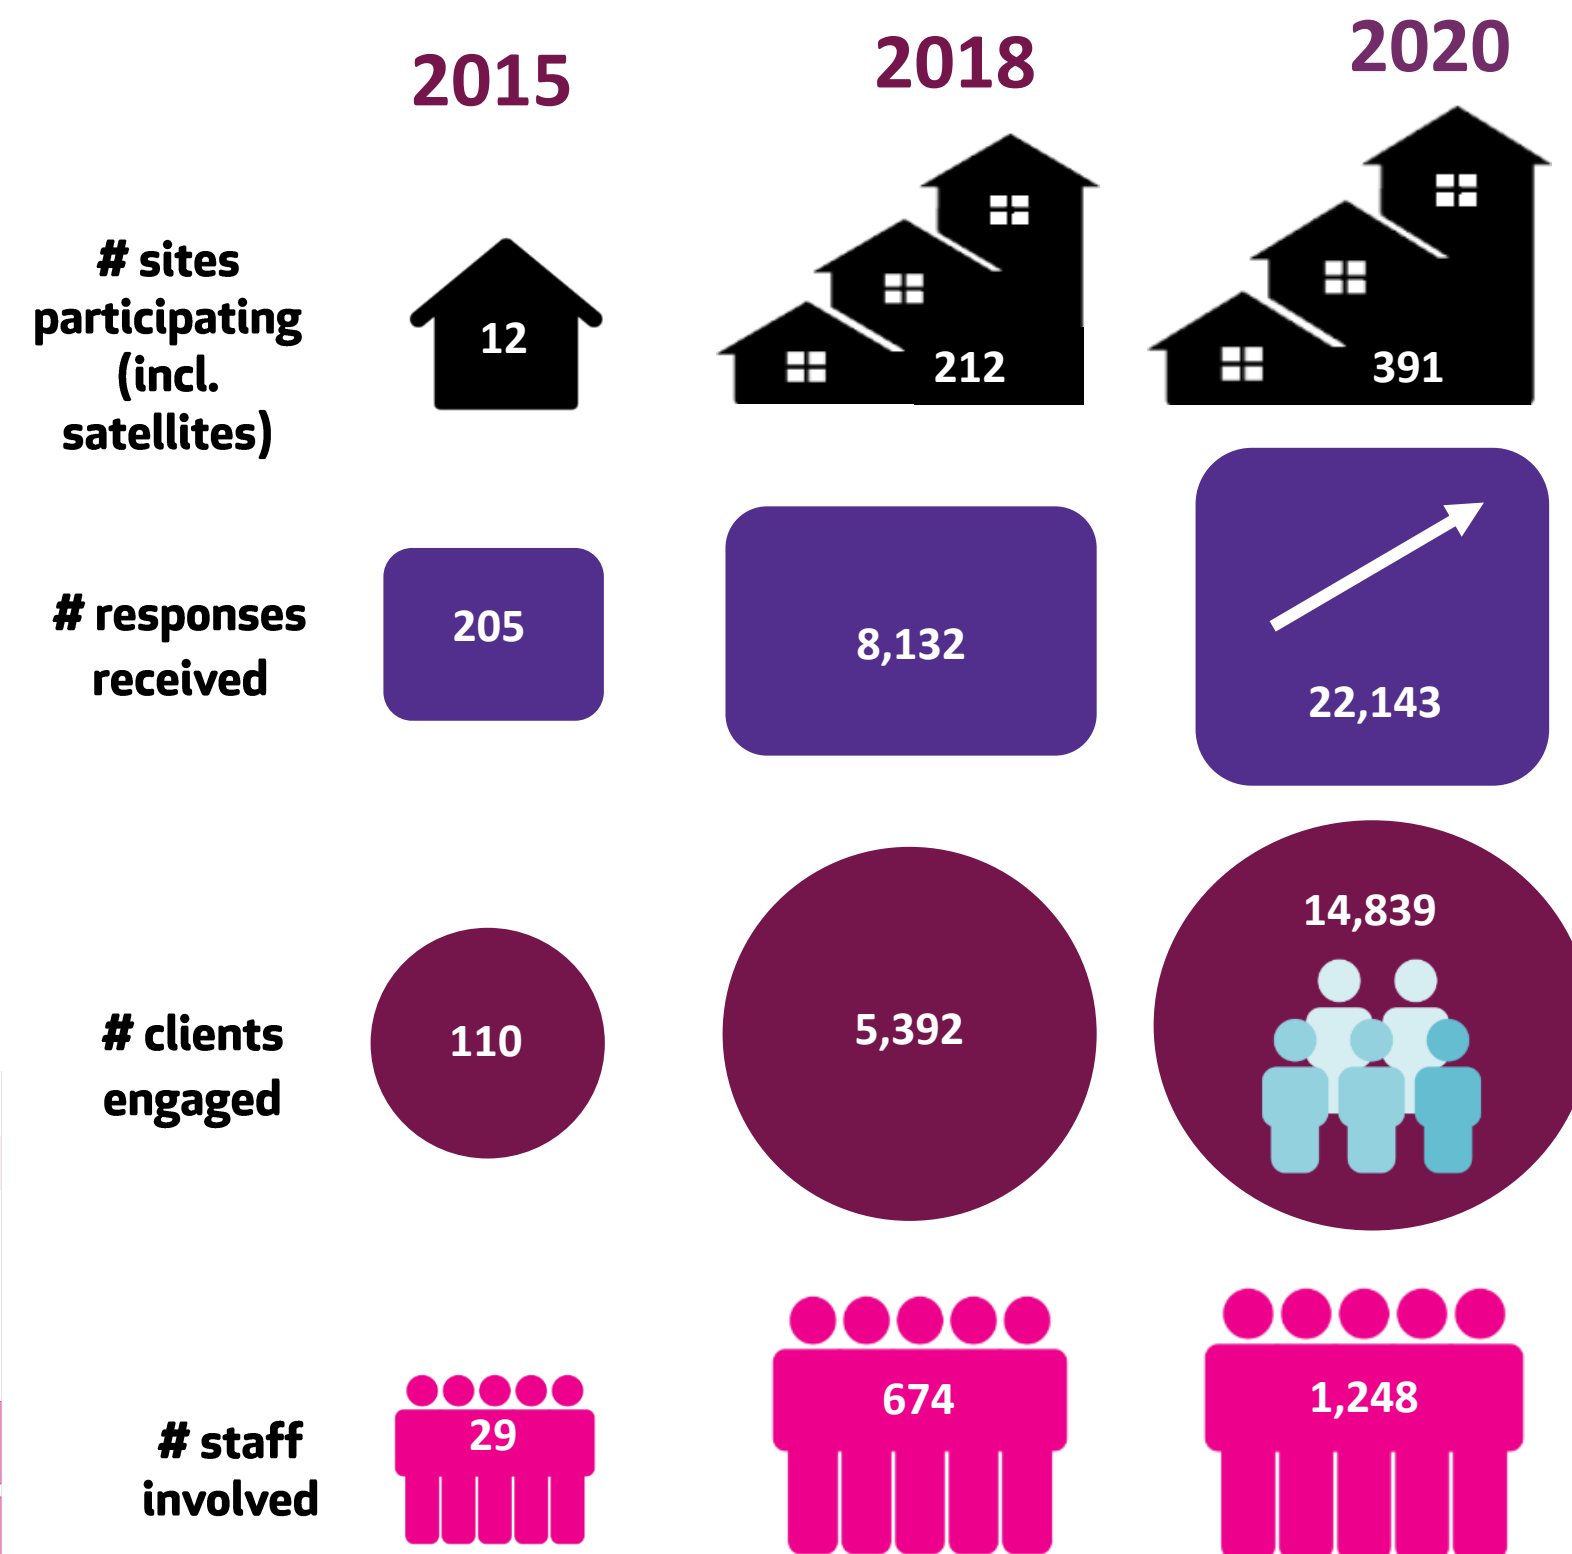 2015 2018 2020
# sites
participating
(incl.
satellites)
12 212 391
# responses
received
205 8,132 22,143
# clients
engaged
110 5,392 14,839
# staff
involved
29 674 1,248